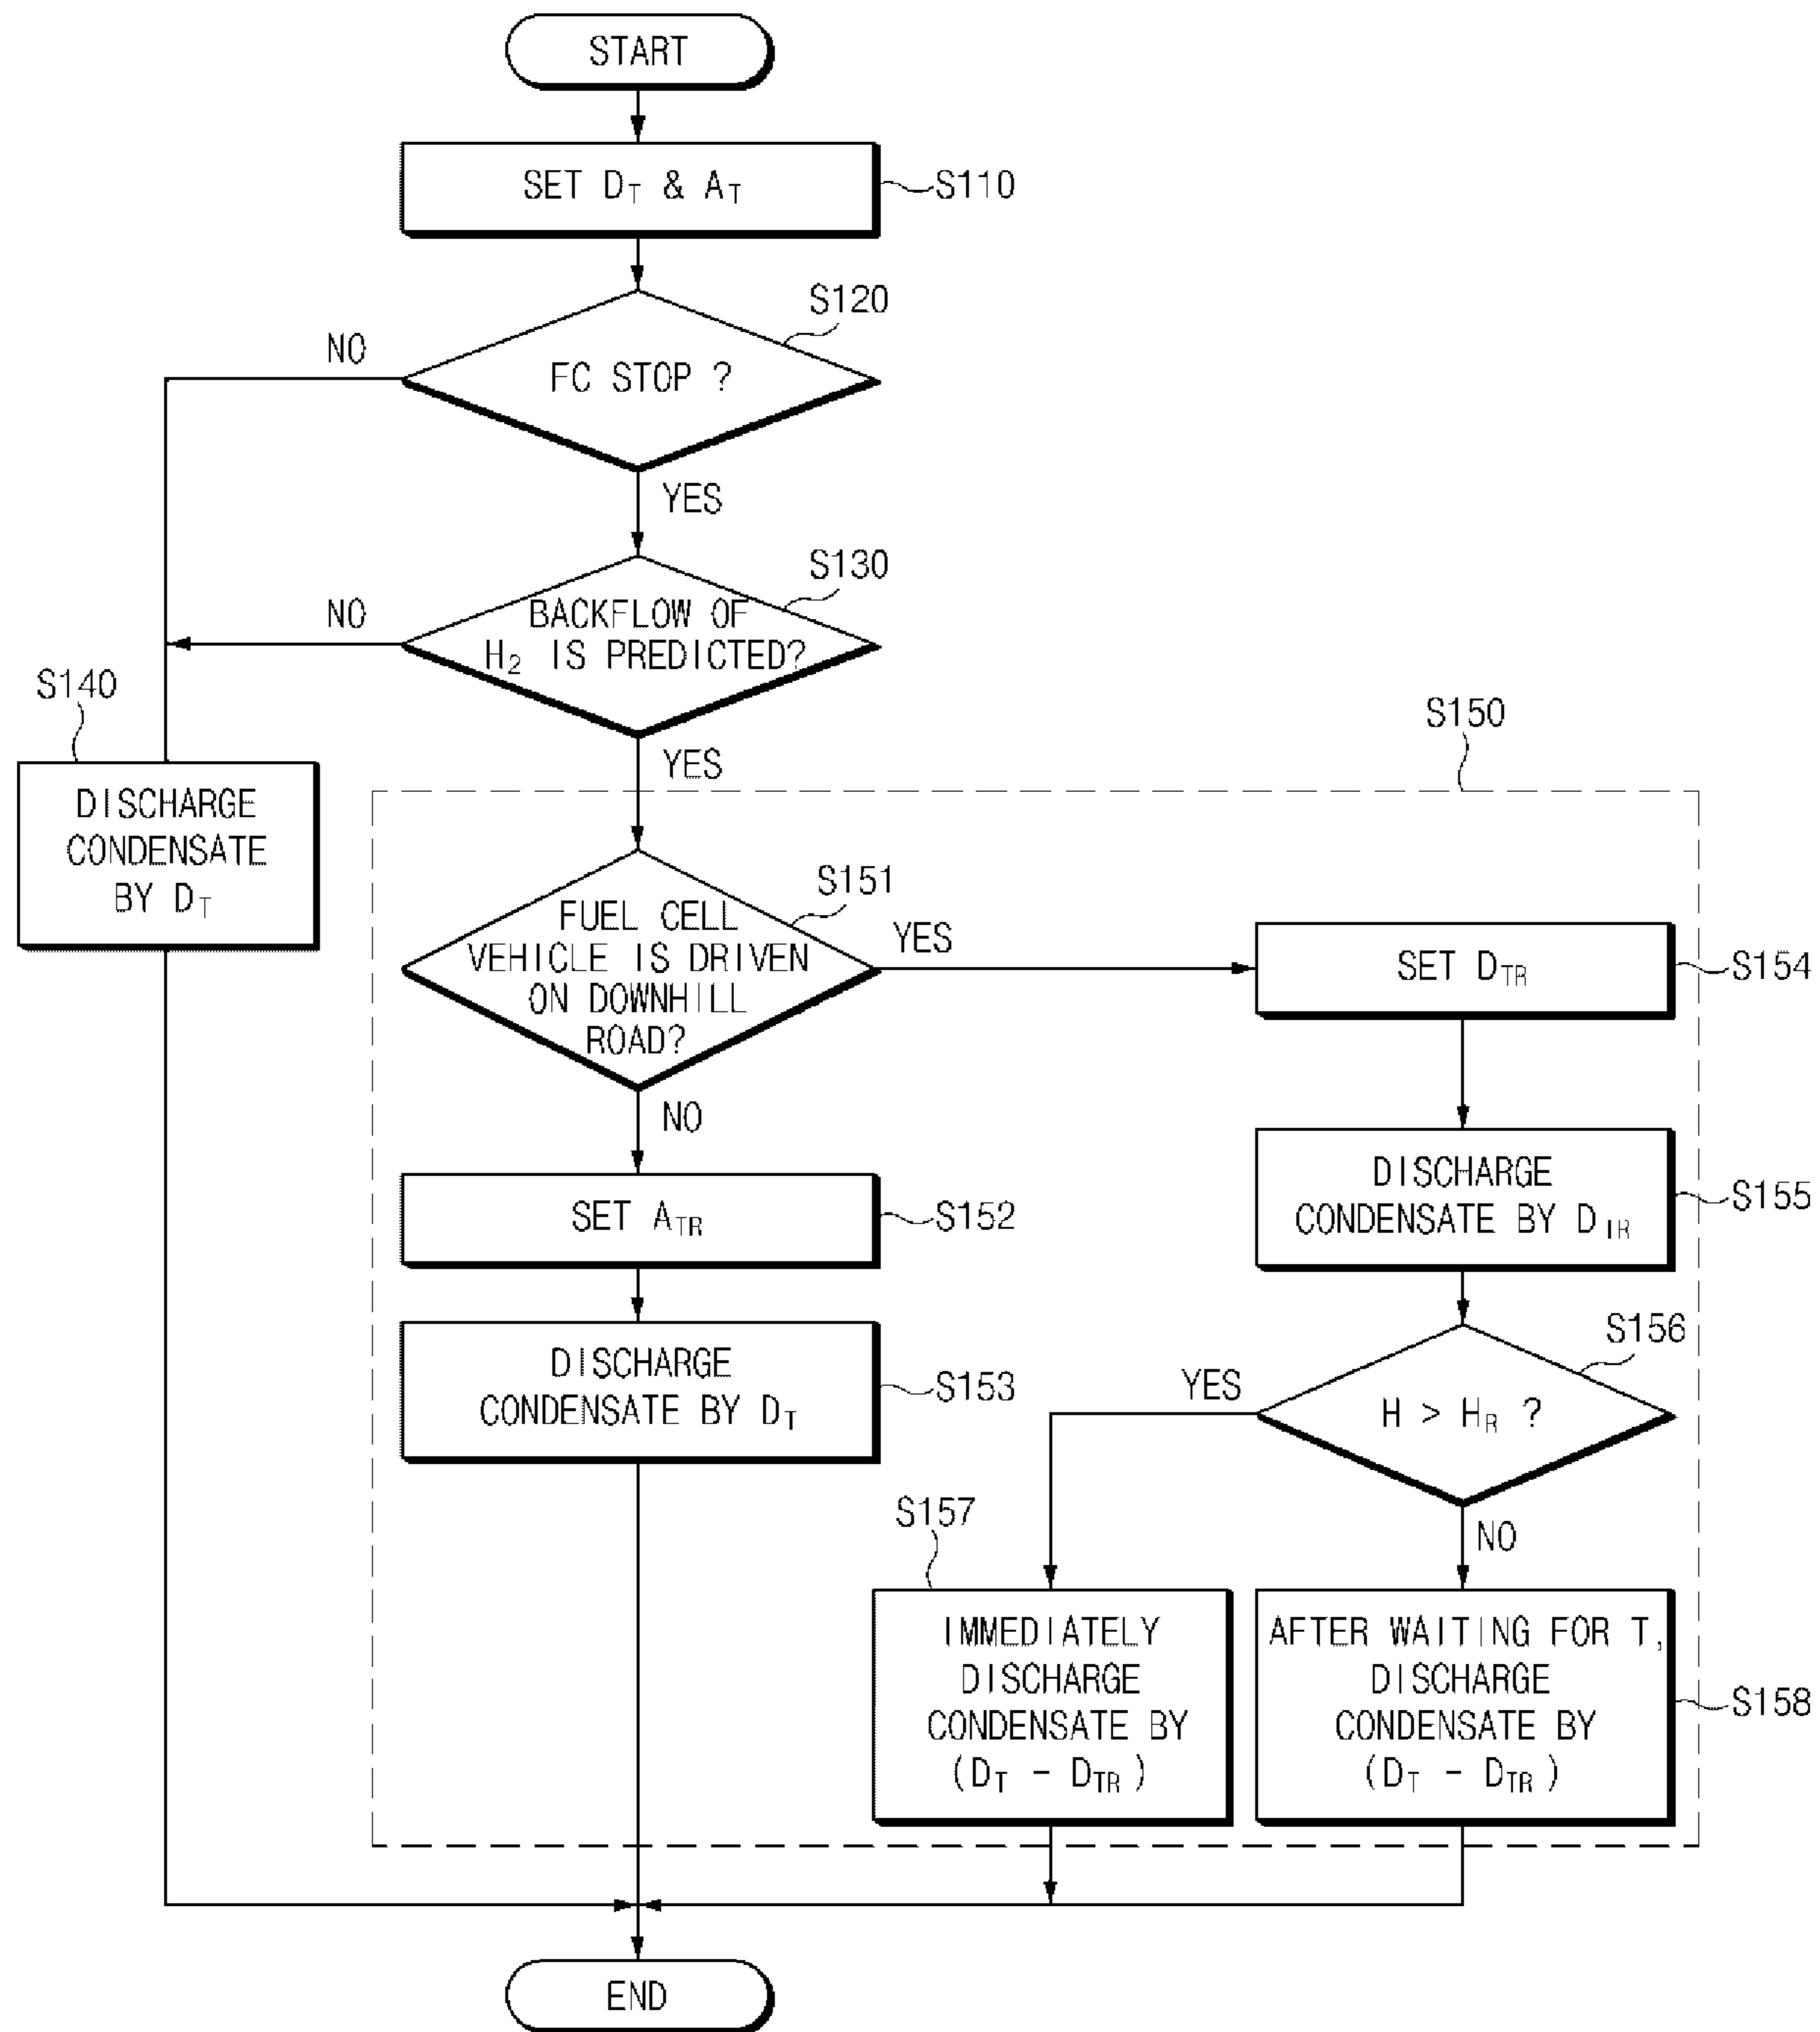 START
SET DT & AT
S110
S120
NO
FC STOP ?
YES
S130
NO
BACKFLOW OF
H2 IS PREDICTED?
S140
YES
S150
DISCHARGE
CONDENSATE
BY DT
S151
FUEL CELL
VEHICLE IS DRIVEN
ON DOWNHILL
ROAD?
YES
SET DTR
S154
NO
SET ATR
S152
DISCHARGE
CONDENSATE BY DTR
S155
DISCHARGE
CONDENSATE BY DT
S153
S156
YES
H > HR ?
S157
NO
IMMEDIATELY
DISCHARGE
CONDENSATE BY
(DT - DTR)
AFTER WAITING FOR T,
DISCHARGE
CONDENSATE BY
(DT - DTR)
S158
END